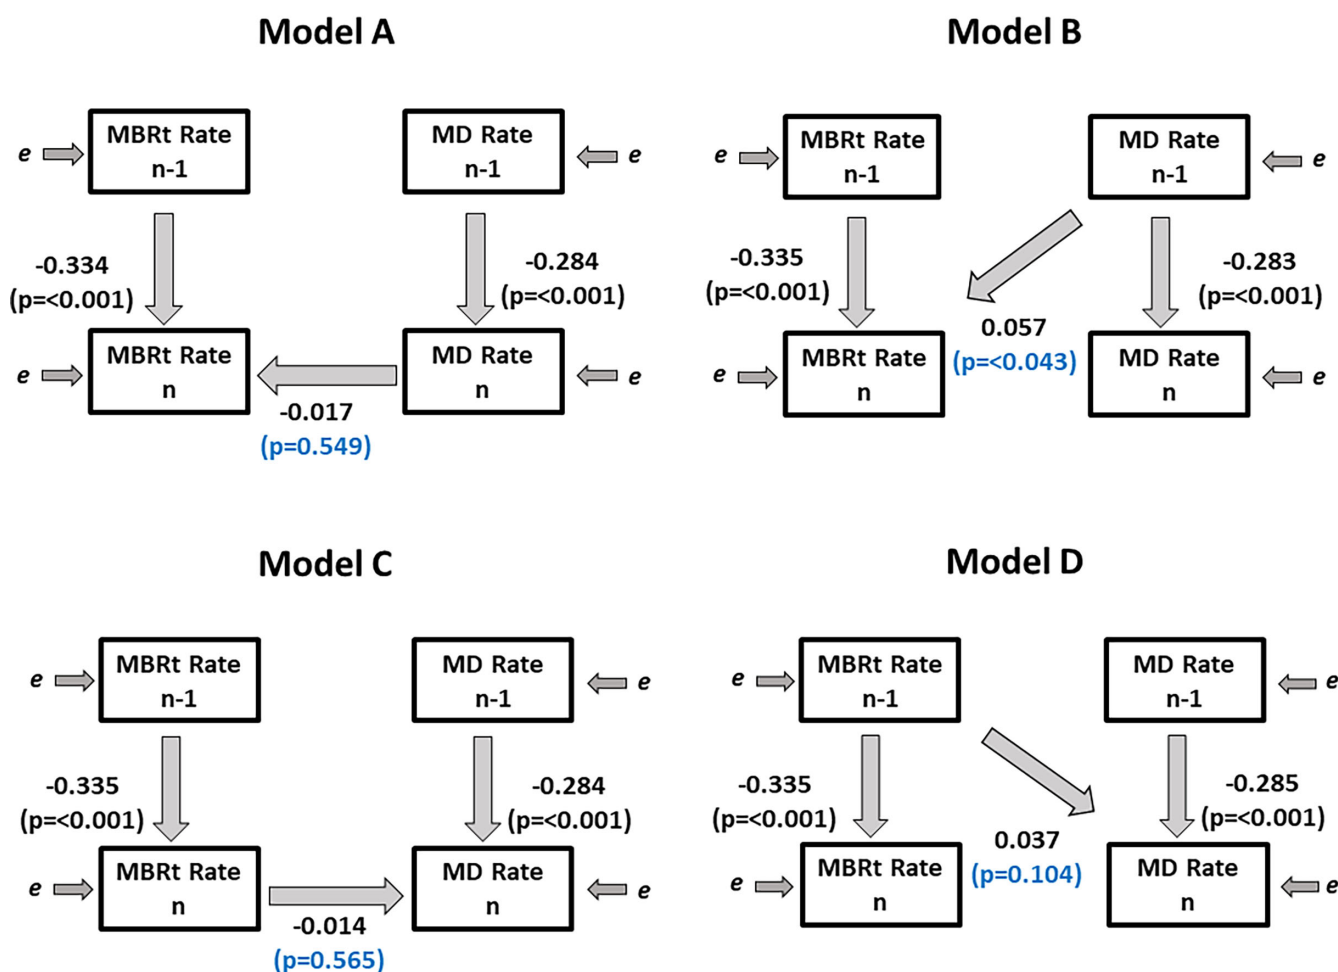 Model A
MBRt Rate
n-1
MD Rate
n-1
e
e
-0.334
(p=<0.001)
-0.284
(p=<0.001)
MBRt Rate
n
MD Rate
n
e
e
-0.017
(p=0.549)
Model B
MBRt Rate
n-1
MD Rate
n-1
e
e
-0.335
(p=<0.001)
-0.283
(p=<0.001)
0.057
(p=<0.043)
MBRt Rate
n
MD Rate
n
e
e
Model C
MBRt Rate
n-1
MD Rate
n-1
e
e
-0.335
(p=<0.001)
-0.284
(p=<0.001)
MBRt Rate
n
MD Rate
n
e
e
-0.014
(p=0.565)
Model D
MBRt Rate
n-1
MD Rate
n-1
e
e
-0.335
(p=<0.001)
-0.285
(p=<0.001)
0.037
(p=0.104)
MBRt Rate
n
MD Rate
n
e
e